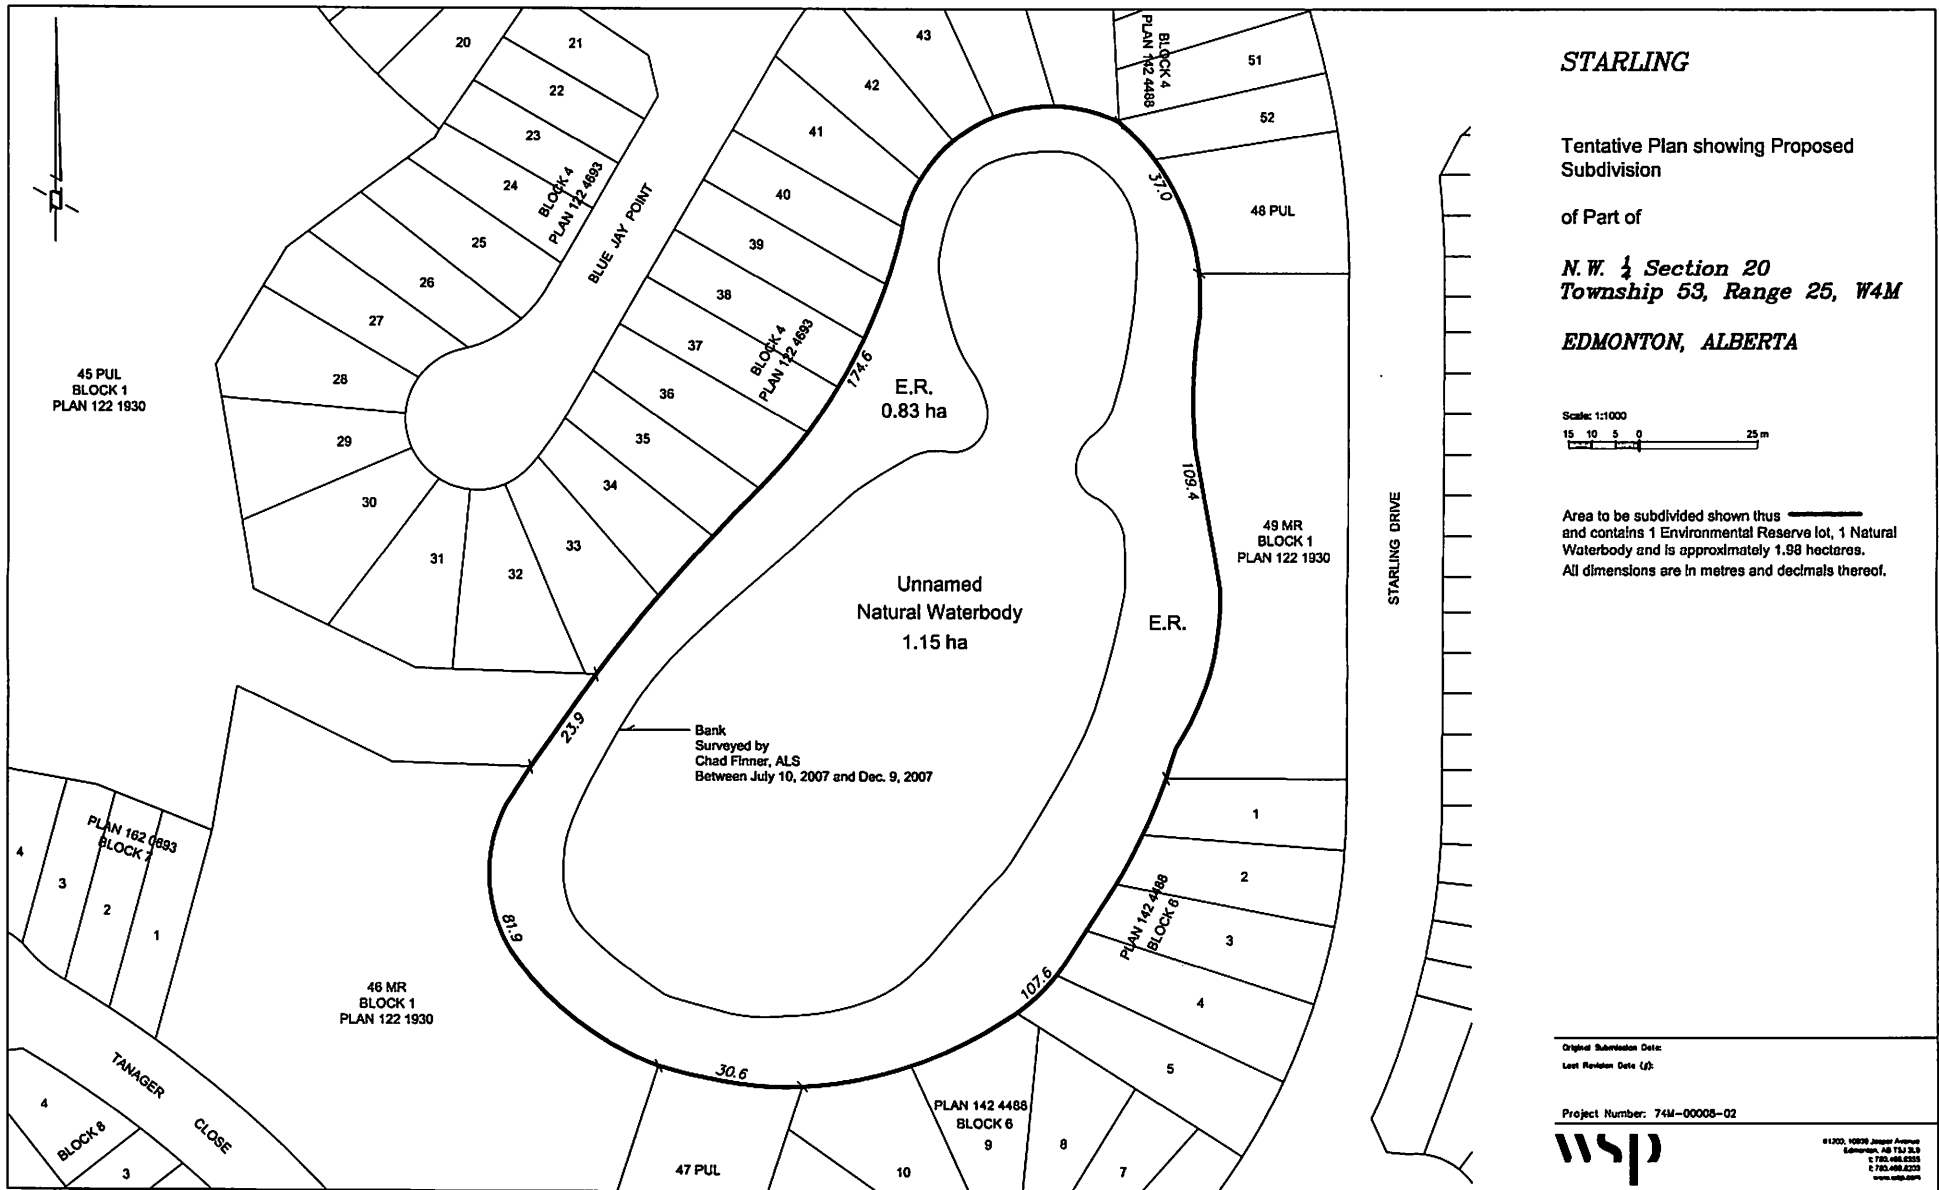 STARLING
Tentative Plan showing Proposed
Subdivision
of Part of
N.W. ¼ Section 20
Township 53, Range 25, W4M
EDMONTON, ALBERTA
Scale: 1:1000
15 10 5 0 25 m
Area to be subdivided shown thus
and contains 1 Environmental Reserve lot, 1 Natural
Waterbody and is approximately 1.98 hectares.
All dimensions are in metres and decimals thereof.
Original Submission Date:
Last Revision Date
Project Number: 74M-00008-02
wsp
Edmonton, AB T5J 3L9
www.wsp.com
20
21
22
23
24
25
26
27
28
29
30
31
32
33
34
35
36
37
38
39
40
41
42
43
BLOCK 4
PLAN 122 4693
BLUE JAY POINT
BLOCK 4
PLAN 122 4693
BLOCK 4
PLAN 142 4488
51
52
48 PUL
37.0
174.6
E.R.
0.83 ha
45 PUL
BLOCK 1
PLAN 122 1930
109.4
49 MR
BLOCK 1
PLAN 122 1930
STARLING DRIVE
Unnamed
Natural Waterbody
1.15 ha
E.R.
23.9
Bank
Surveyed by
Chad Finner, ALS
Between July 10, 2007 and Dec. 9, 2007
PLAN 162 0693
BLOCK 7
4
3
2
1
81.9
46 MR
BLOCK 1
PLAN 122 1930
1
2
3
4
5
PLAN 142 4488
BLOCK 6
107.6
30.6
TANAGER
CLOSE
4
BLOCK 8
3
47 PUL
PLAN 142 4488
BLOCK 6
10
9
8
7